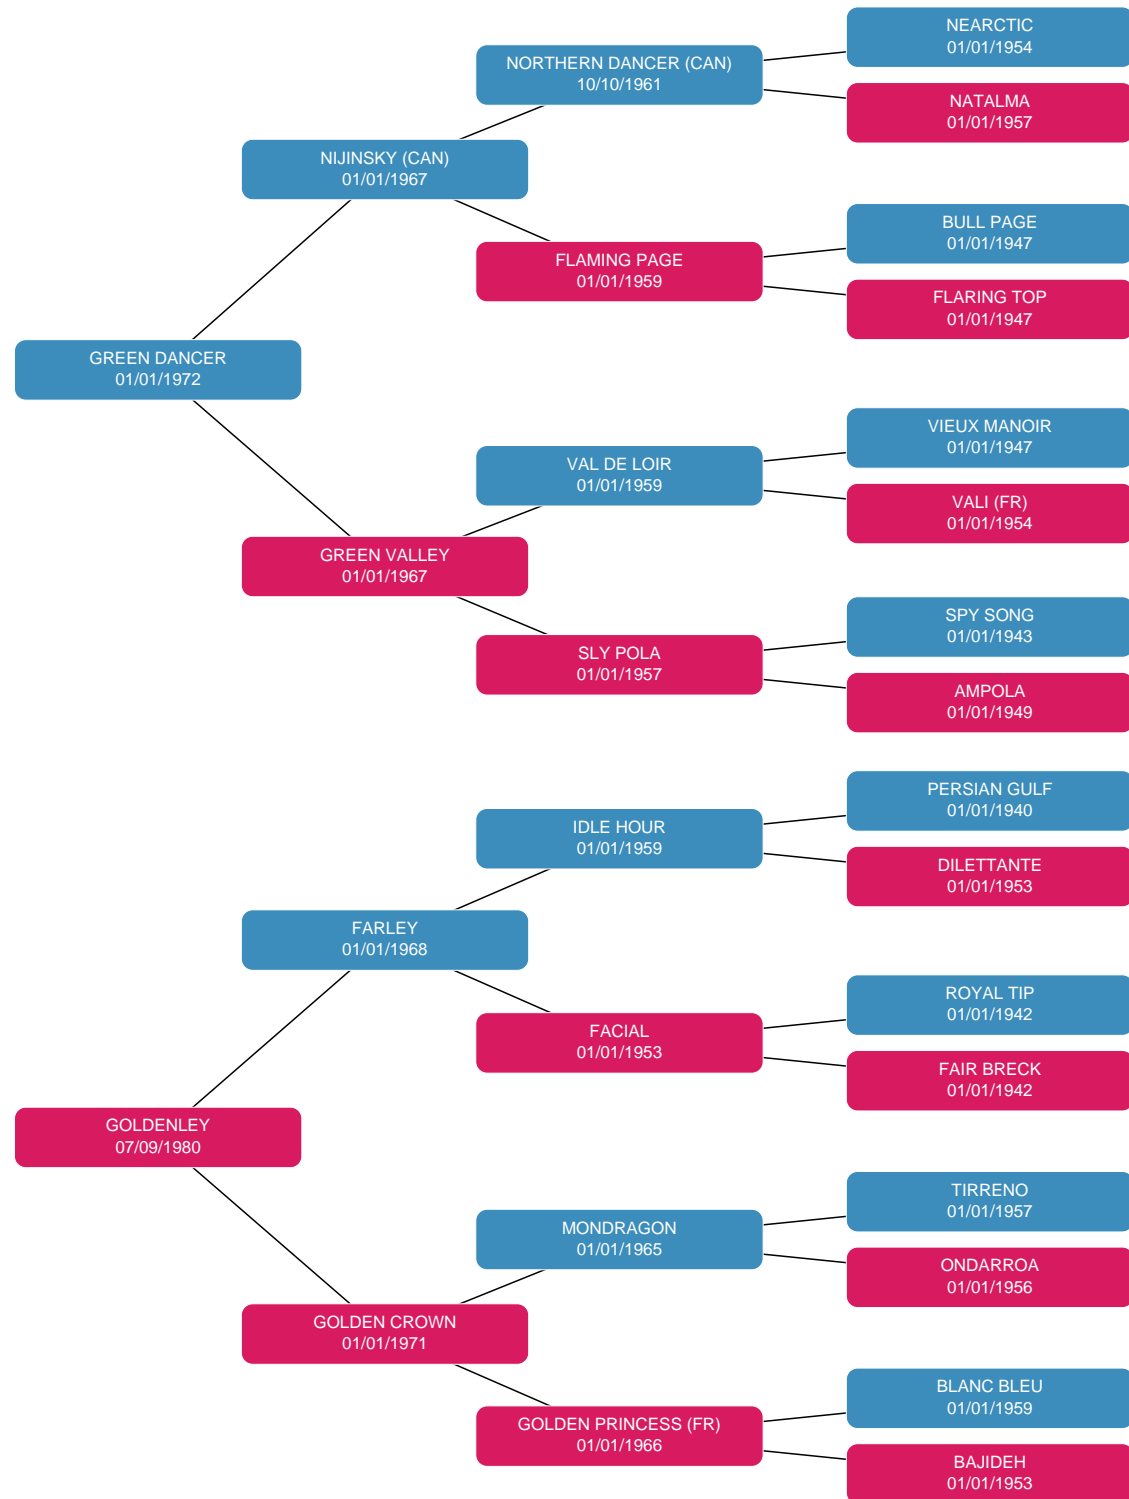 NEARCTIC
01/01/1954
NORTHERN DANCER (CAN)
10/10/1961
NATALMA
01/01/1957
NIJINSKY (CAN)
01/01/1967
BULL PAGE
01/01/1947
FLAMING PAGE
01/01/1959
FLARING TOP
01/01/1947
GREEN DANCER
01/01/1972
VIEUX MANOIR
01/01/1947
VAL DE LOIR
01/01/1959
VALI (FR)
01/01/1954
GREEN VALLEY
01/01/1967
SPY SONG
01/01/1943
SLY POLA
01/01/1957
AMPOLA
01/01/1949
PERSIAN GULF
01/01/1940
IDLE HOUR
01/01/1959
DILETTANTE
01/01/1953
FARLEY
01/01/1968
ROYAL TIP
01/01/1942
FACIAL
01/01/1953
FAIR BRECK
01/01/1942
GOLDENLEY
07/09/1980
TIRRENO
01/01/1957
MONDRAGON
01/01/1965
ONDARROA
01/01/1956
GOLDEN CROWN
01/01/1971
BLANC BLEU
01/01/1959
GOLDEN PRINCESS (FR)
01/01/1966
BAJIDEH
01/01/1953